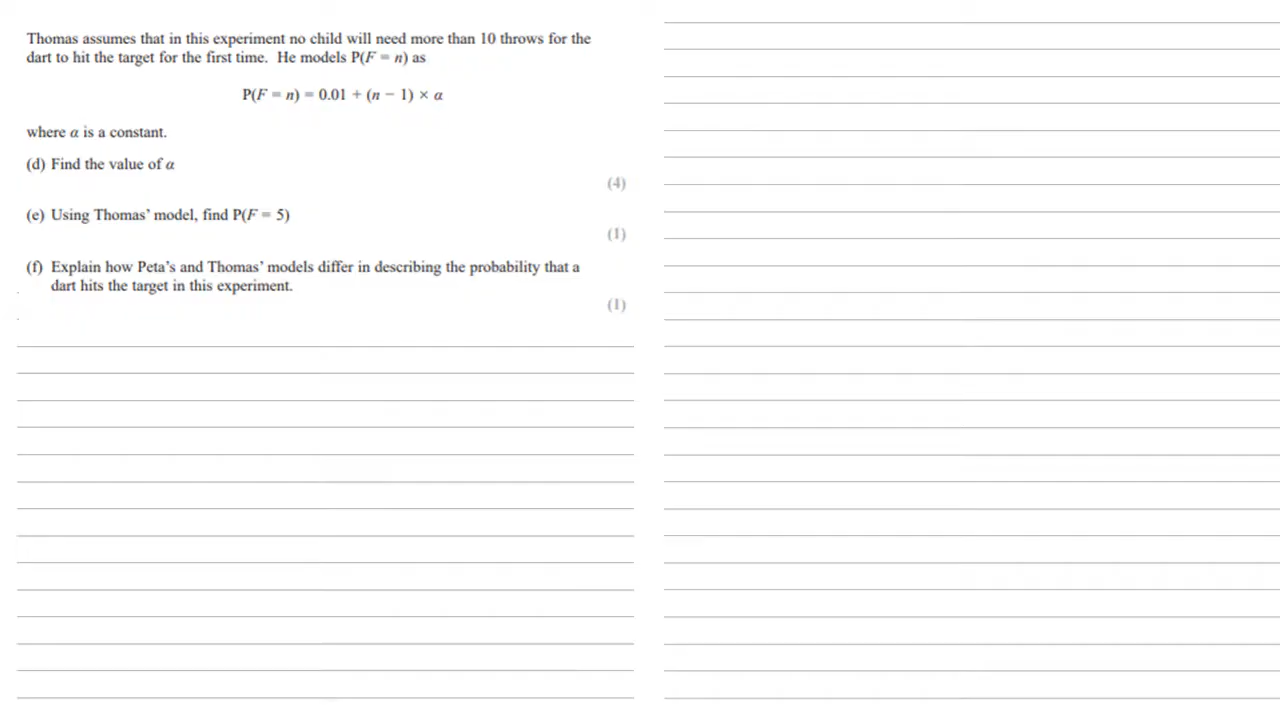 Thomas assumes that in this experiment no child will need more than 10 throws for the
dart to hit the target for the first time. He models P(F = n) as
P(F = n) = 0.01 + (n − 1) × α
where α is a constant.
(d) Find the value of α
(4)
(e) Using Thomas’ model, find P(F = 5)
(1)
(f) Explain how Peta’s and Thomas’ models differ in describing the probability that a
dart hits the target in this experiment.
(1)